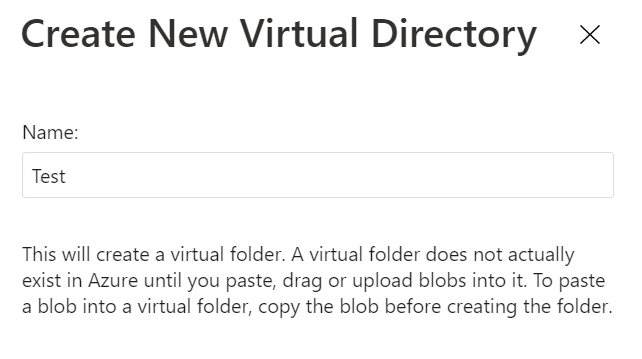 Create New Virtual Directory
Name:
Test
This will create a virtual folder. A virtual folder does not actually
exist in Azure until you paste, drag or upload blobs into it. To paste
a blob into a virtual folder, copy the blob before creating the folder.